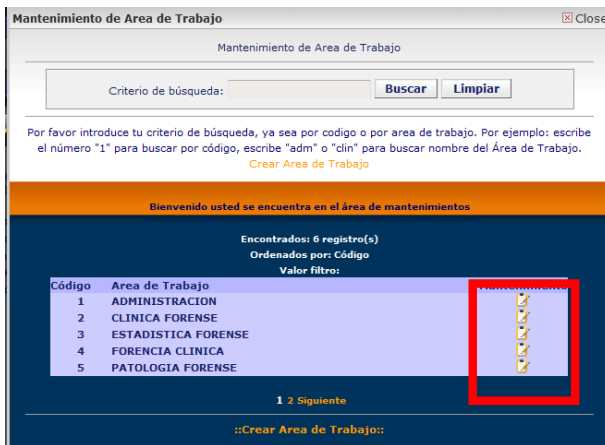 Mantenimiento de Area de Trabajo Close
Mantenimiento de Area de Trabajo
Criterio de búsqueda: Buscar Limpiar
Por favor introduce tu criterio de búsqueda, ya sea por codigo o por area de trabajo. Por ejemplo: escribe
el número "1" para buscar por código, escribe "adm" o "clin" para buscar nombre del Área de Trabajo.
Crear Area de Trabajo
Bienvenido usted se encuentra en el área de mantenimientos
Encontrados: 6 registro(s)
Ordenados por: Código
Valor filtro:
Código Area de Trabajo Mantenimiento
1 ADMINISTRACION
2 CLINICA FORENSE
3 ESTADISTICA FORENSE
4 FORENCIA CLINICA
5 PATOLOGIA FORENSE
1 2 Siguiente
::Crear Area de Trabajo::